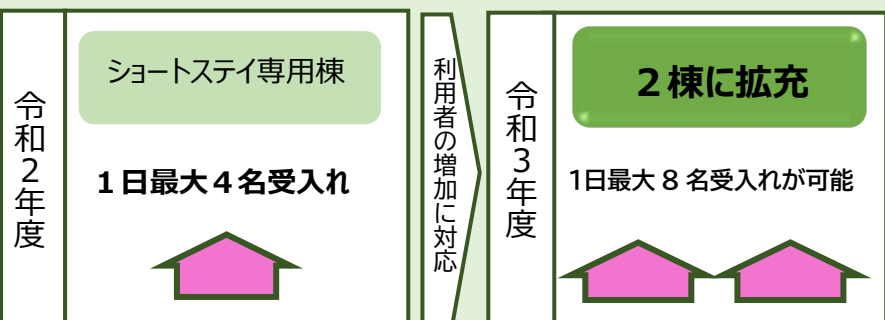 令和２年度
ショートステイ専用棟
１日最大４名受入れ
利用者の増加に対応
令和３年度
２棟に拡充
1日最大８名受入れが可能